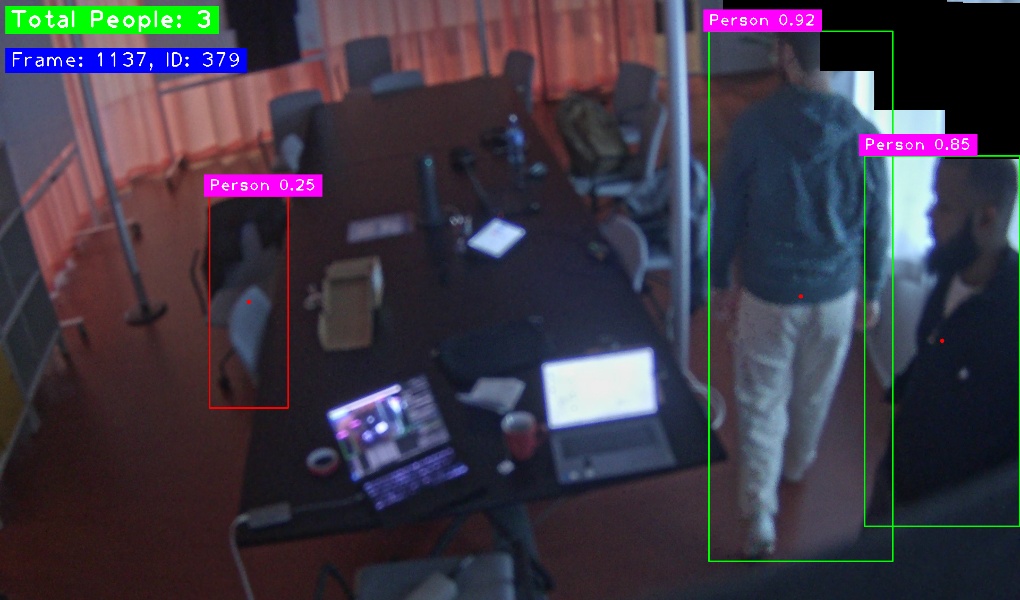 Total People: 3
Frame: 1137, ID: 379
Person 0.92
Person 0.85
Person 0.25